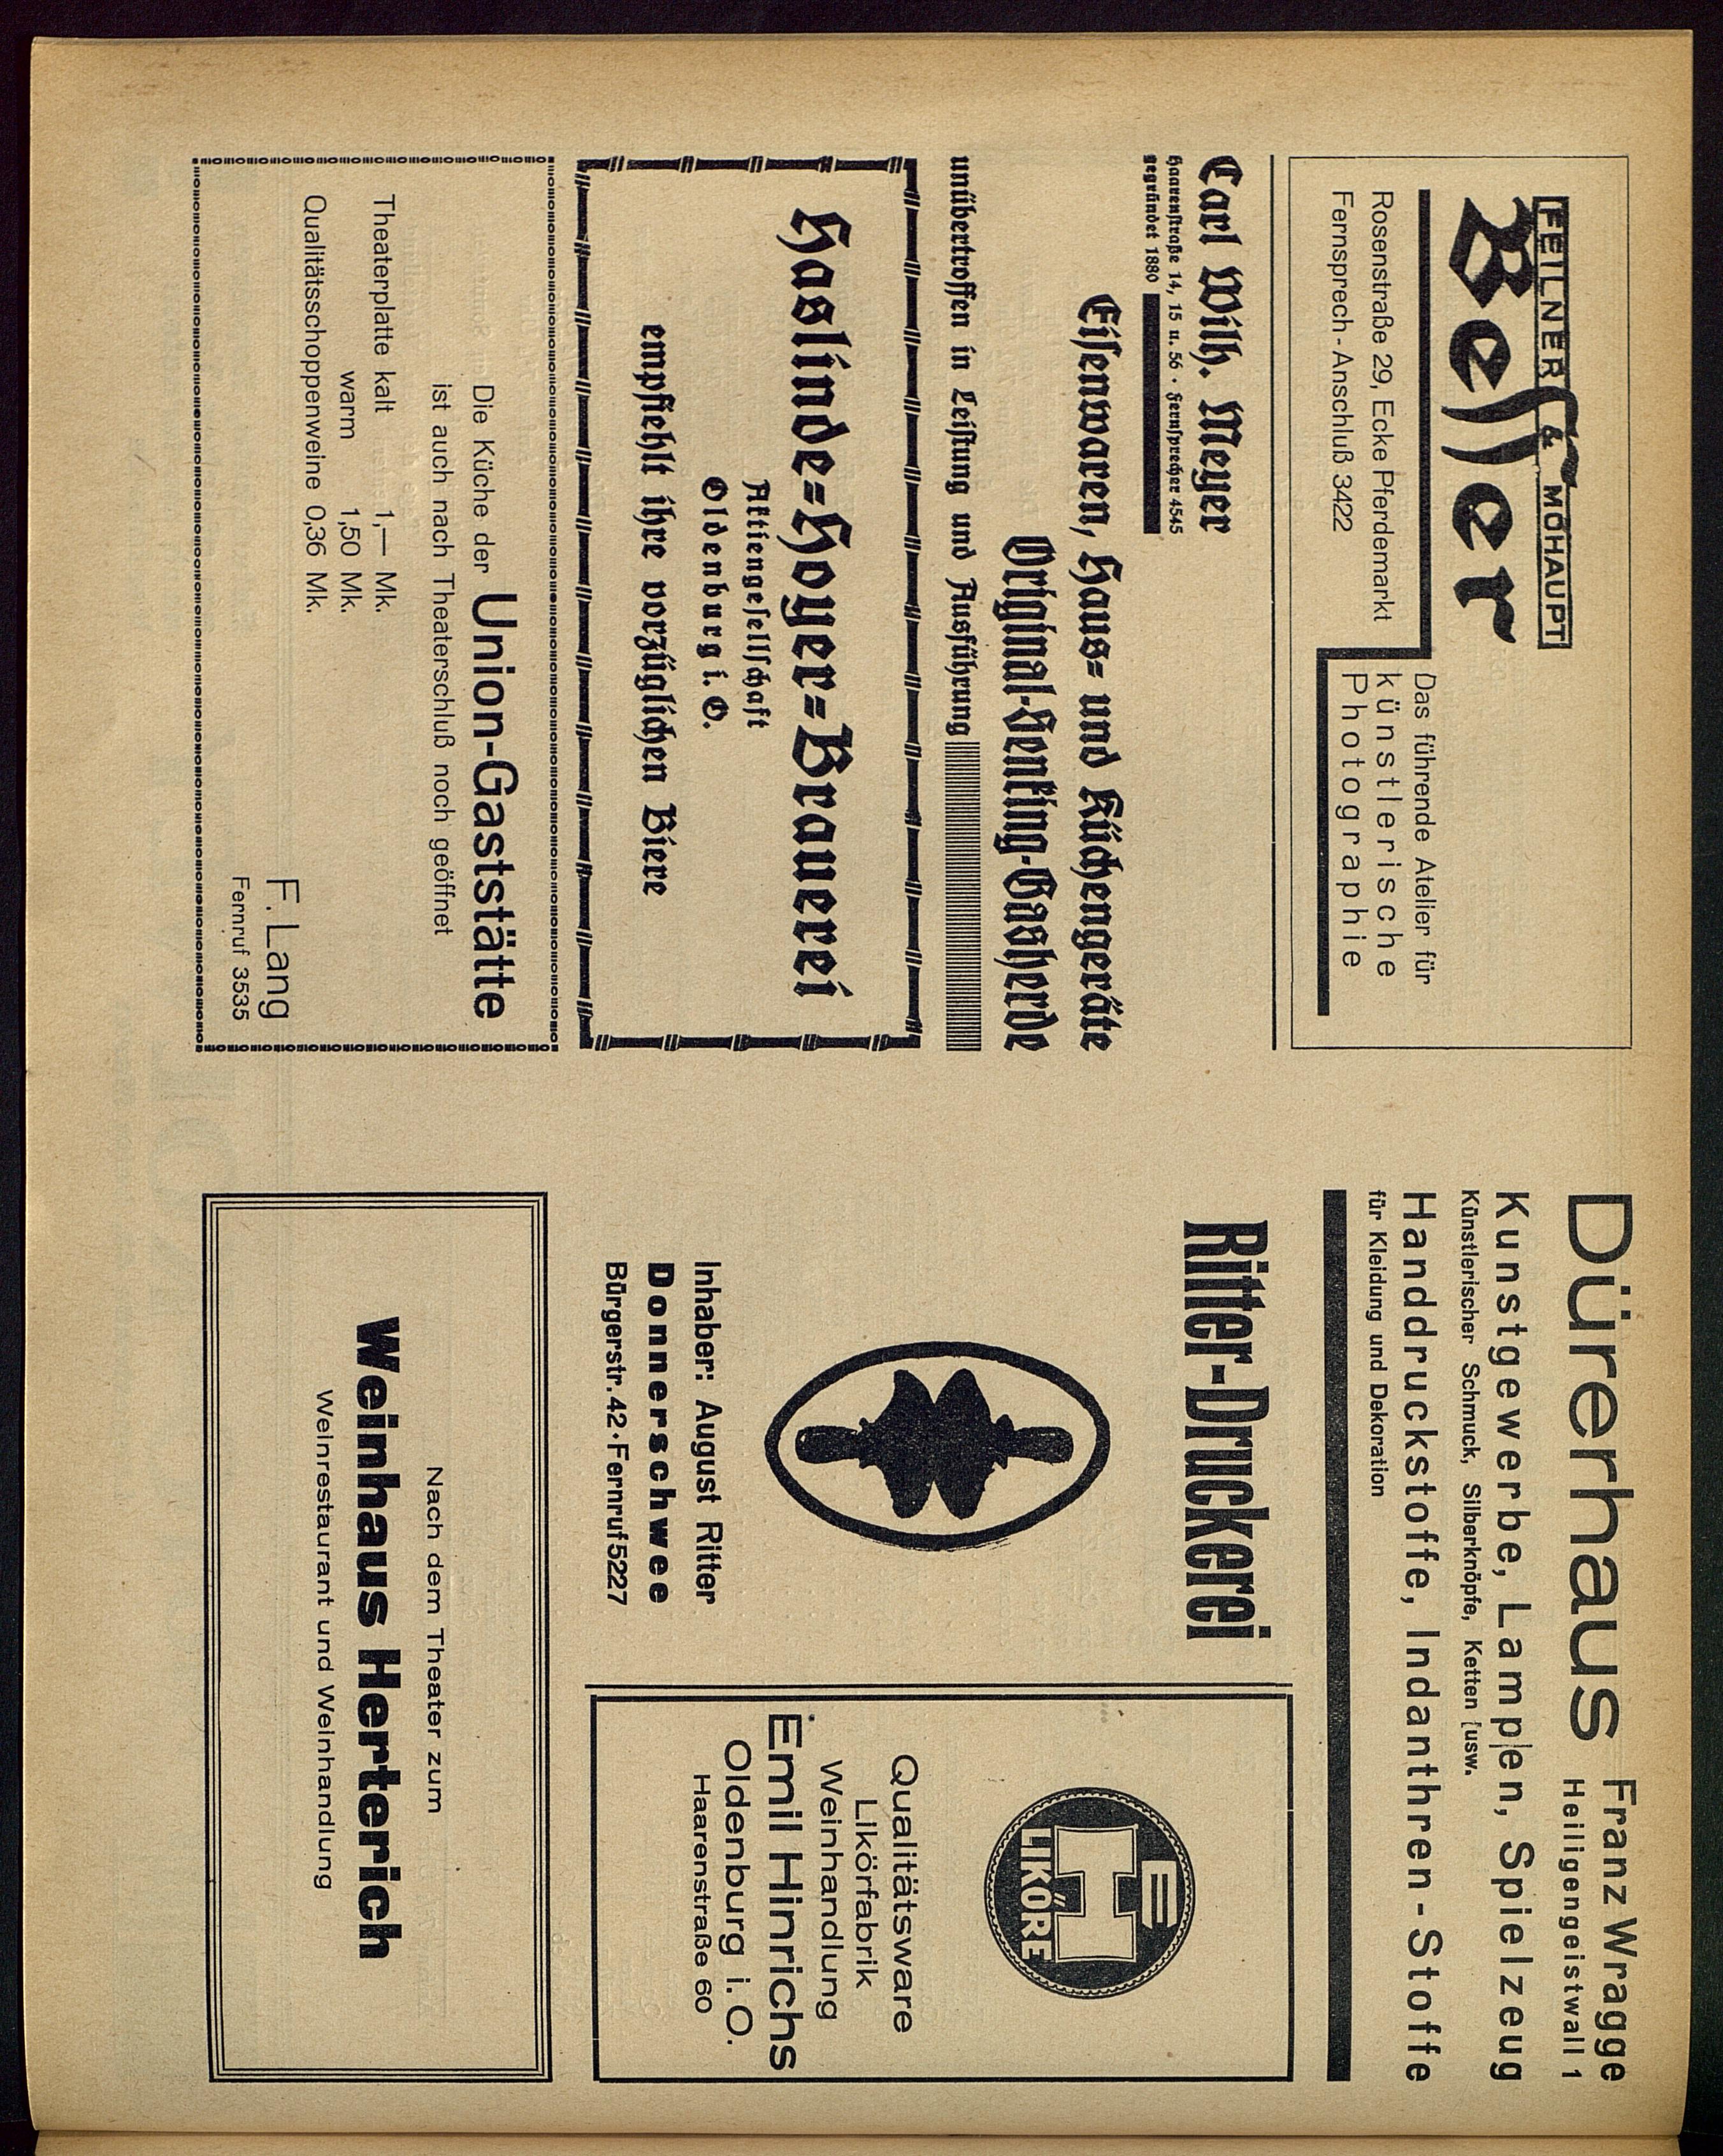 FEILNER & MOHAUPT
Besser
Rosenstraße 29, Ecke Pferdemarkt
Fernsprech-Anschluß 3422
Das führende Atelier für
künstlerische
Photographie
Carl Wilh. Meyer
Haarenstraße 14, 15 u. 56 · Fernsprecher 4545
gegründet 1880
Eisenwaren, Haus- und Küchengeräte
Original-Senking-Gasherde
unübertroffen in Leistung und Ausführung
Haslinde-Hoyer-Brauerei
Aktiengesellschaft
Oldenburg i. O.
empfiehlt ihre vorzüglichen Biere
Die Küche der Union-Gaststätte
ist auch nach Theaterschluß noch geöffnet
Theaterplatte kalt 1,— Mk.
warm 1,50 Mk.
Qualitätsschoppenweine 0,36 Mk.
F. Lang
Fernruf 3535
Dürerhaus Franz Wragge
Heiligengeistwall 1
Kunstgewerbe, Lampen, Spielzeug
Künstlerischer Schmuck, Silberknöpfe, Ketten [usw.
Handdruckstoffe, Indanthren-Stoffe
für Kleidung und Dekoration
Ritter-Druckerei
Inhaber: August Ritter
Donnerschwee
Bürgerstr. 42 · Fernruf 5227
EH
LIKÖRE
Qualitätsware
Likörfabrik
Weinhandlung
Emil Hinrichs
Oldenburg i. O.
Haarenstraße 60
Nach dem Theater zum
Weinhaus Herterich
Weinrestaurant und Weinhandlung